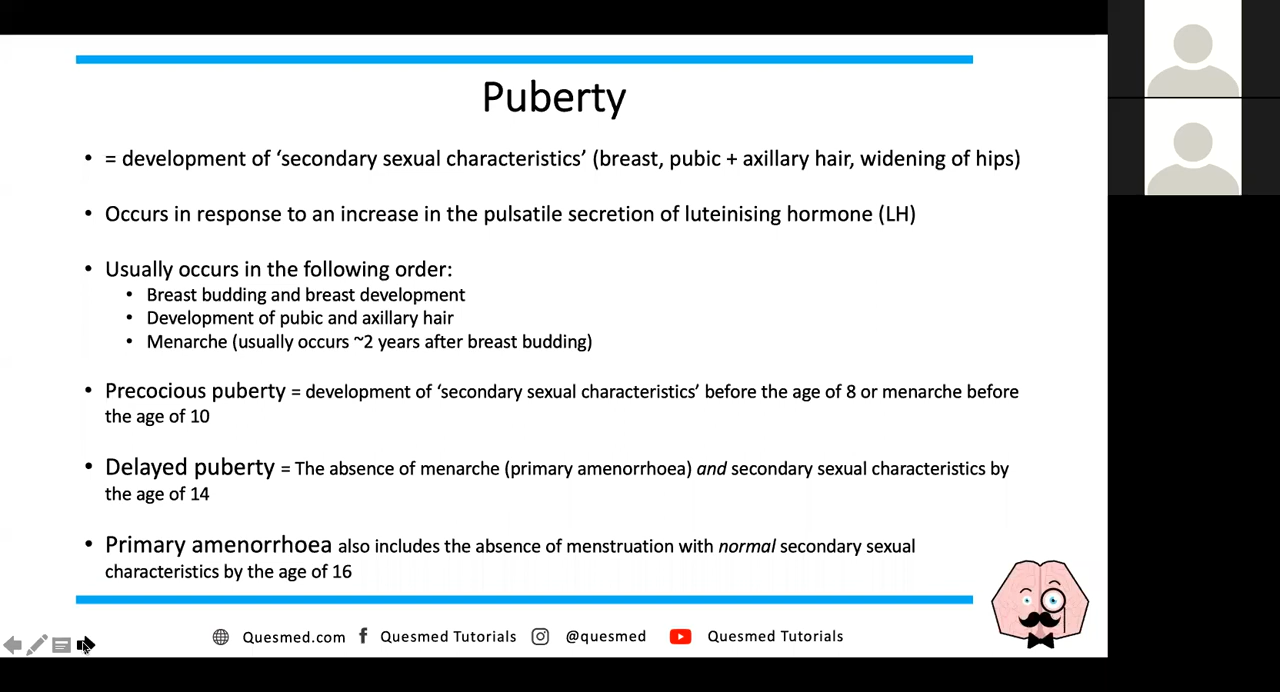 Puberty
• = development of ‘secondary sexual characteristics’ (breast, pubic + axillary hair, widening of hips)
• Occurs in response to an increase in the pulsatile secretion of luteinising hormone (LH)
• Usually occurs in the following order:
• Breast budding and breast development
• Development of pubic and axillary hair
• Menarche (usually occurs ~2 years after breast budding)
• Precocious puberty = development of ‘secondary sexual characteristics’ before the age of 8 or menarche before
the age of 10
• Delayed puberty = The absence of menarche (primary amenorrhoea) and secondary sexual characteristics by
the age of 14
• Primary amenorrhoea also includes the absence of menstruation with normal secondary sexual
characteristics by the age of 16
Quesmed.com Quesmed Tutorials @quesmed Quesmed Tutorials